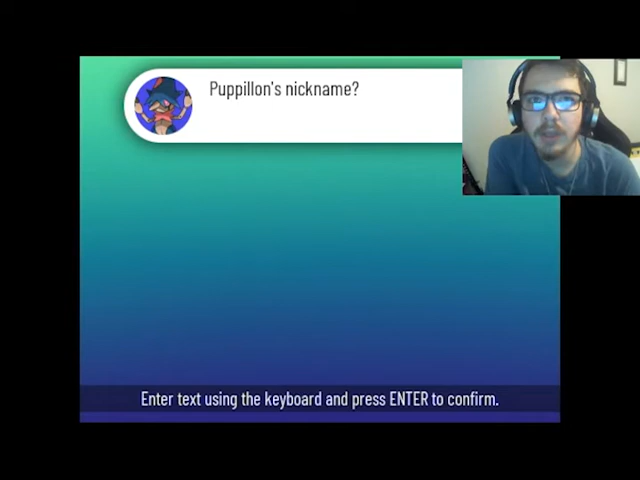 Puppillon's nickname?
Enter text using the keyboard and press ENTER to confirm.